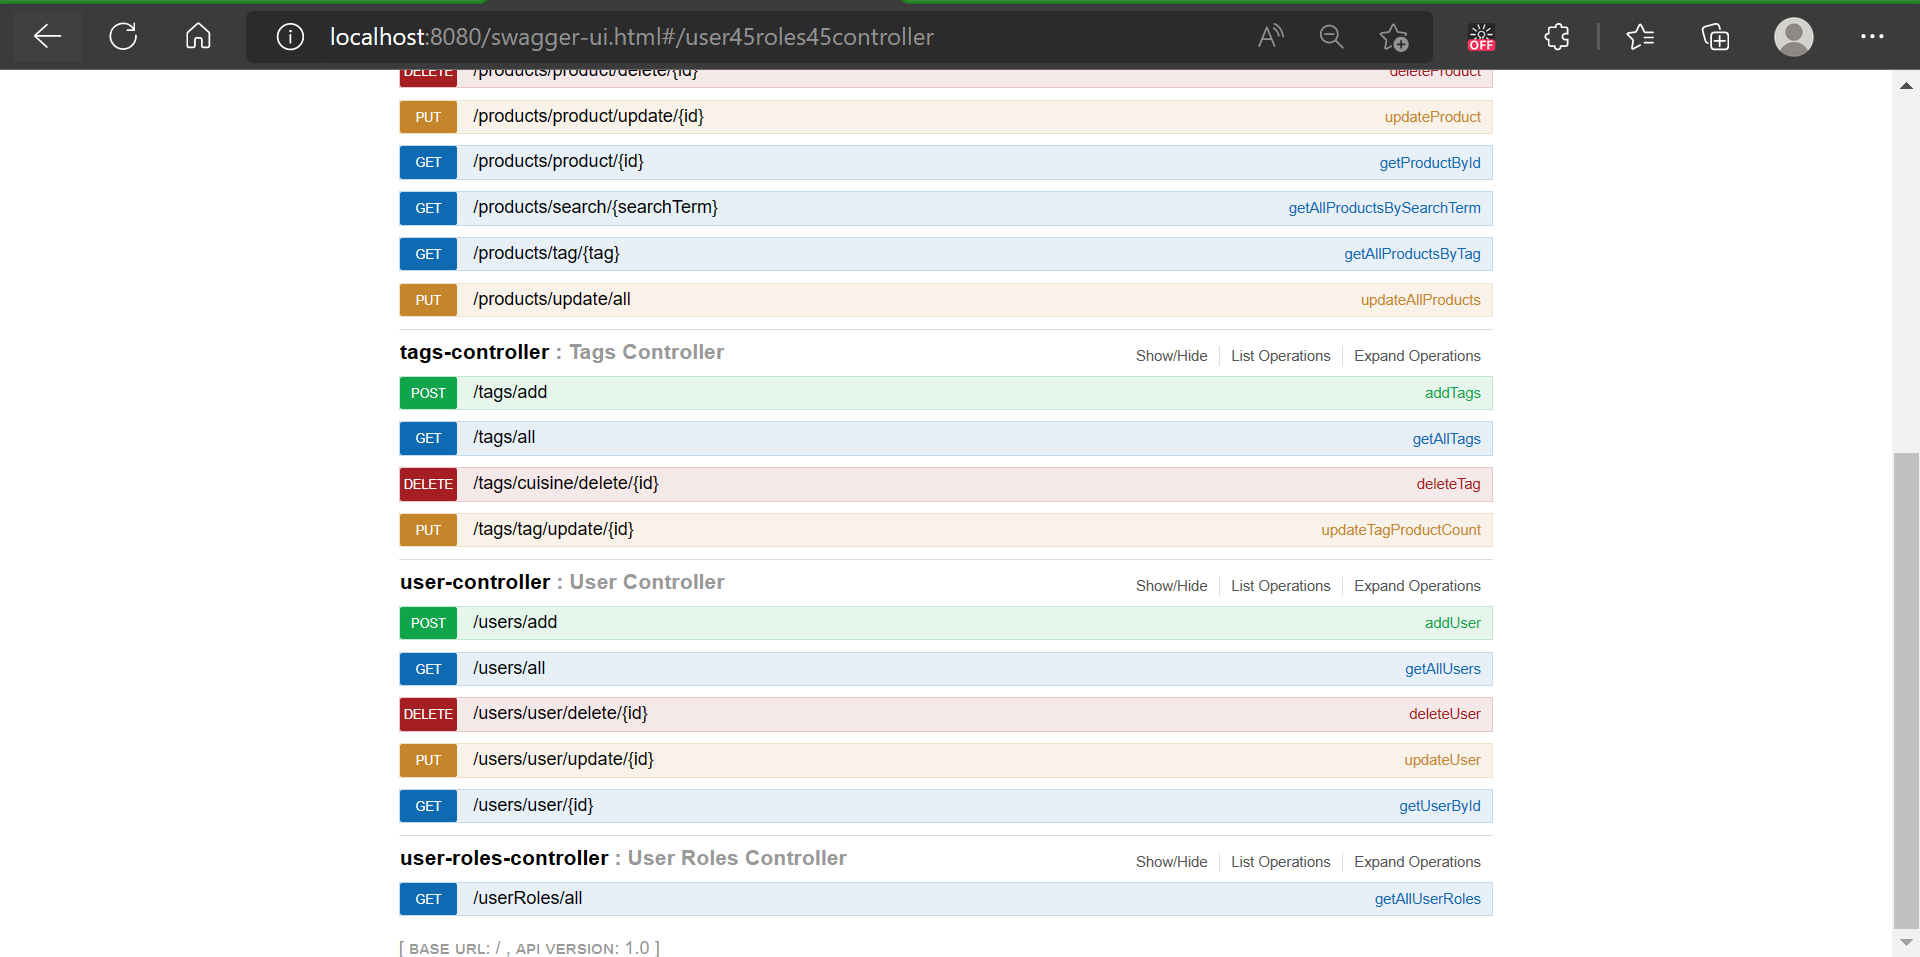 localhost:8080/swagger-ui.html#/user45roles45controller
OFF
DELETE /products/product/delete/{id} deleteProduct
PUT /products/product/update/{id} updateProduct
GET /products/product/{id} getProductById
GET /products/search/{searchTerm} getAllProductsBySearchTerm
GET /products/tag/{tag} getAllProductsByTag
PUT /products/update/all updateAllProducts
tags-controller : Tags Controller Show/Hide List Operations Expand Operations
POST /tags/add addTags
GET /tags/all getAllTags
DELETE /tags/cuisine/delete/{id} deleteTag
PUT /tags/tag/update/{id} updateTagProductCount
user-controller : User Controller Show/Hide List Operations Expand Operations
POST /users/add addUser
GET /users/all getAllUsers
DELETE /users/user/delete/{id} deleteUser
PUT /users/user/update/{id} updateUser
GET /users/user/{id} getUserById
user-roles-controller : User Roles Controller Show/Hide List Operations Expand Operations
GET /userRoles/all getAllUserRoles
[ BASE URL: / , API VERSION: 1.0 ]